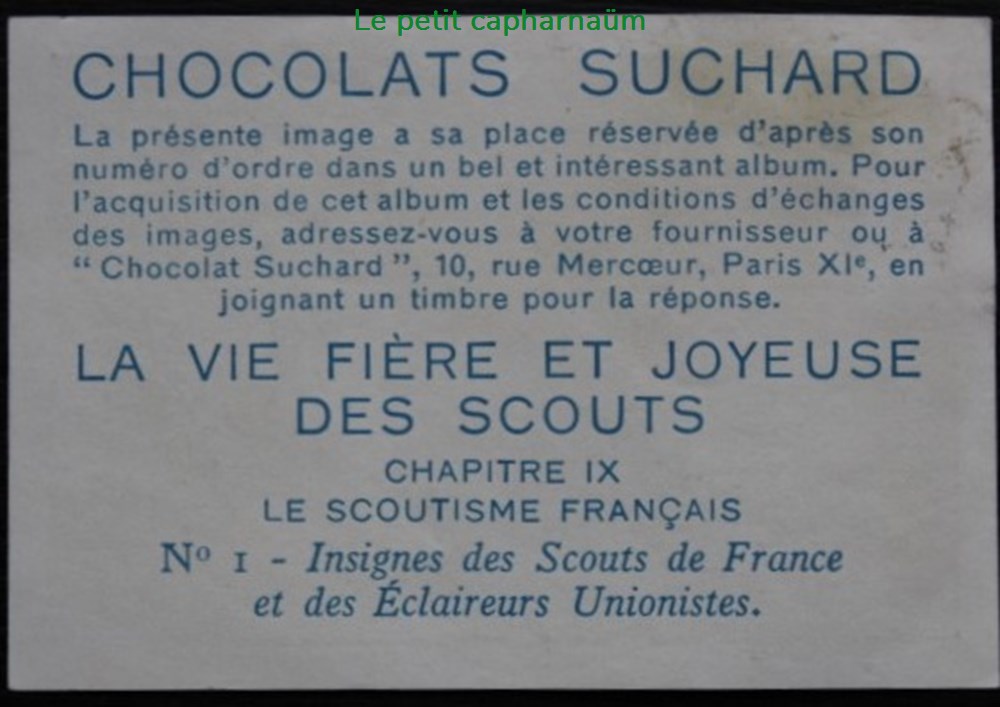 Le petit capharnaüm
CHOCOLATS SUCHARD
La présente image a sa place réservée d'après son
numéro d'ordre dans un bel et intéressant album. Pour
l'acquisition de cet album et les conditions d'échanges
des images, adressez-vous à votre fournisseur ou à
“ Chocolat Suchard ”, 10, rue Mercœur, Paris XIᵉ, en
joignant un timbre pour la réponse.
LA VIE FIÈRE ET JOYEUSE
DES SCOUTS
CHAPITRE IX
LE SCOUTISME FRANÇAIS
Nº 1 - Insignes des Scouts de France
et des Éclaireurs Unionistes.